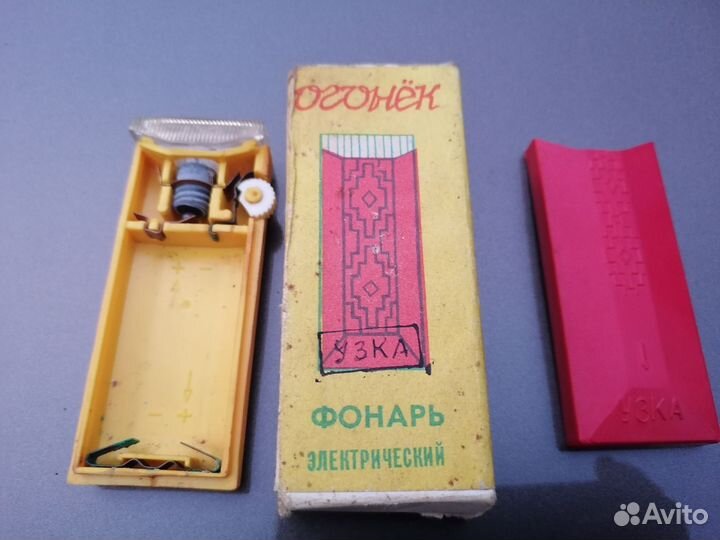 огонёк
УЗКА
ФОНАРЬ
ЭЛЕКТРИЧЕСКИЙ
УЗКА
+ -
- +
Avito